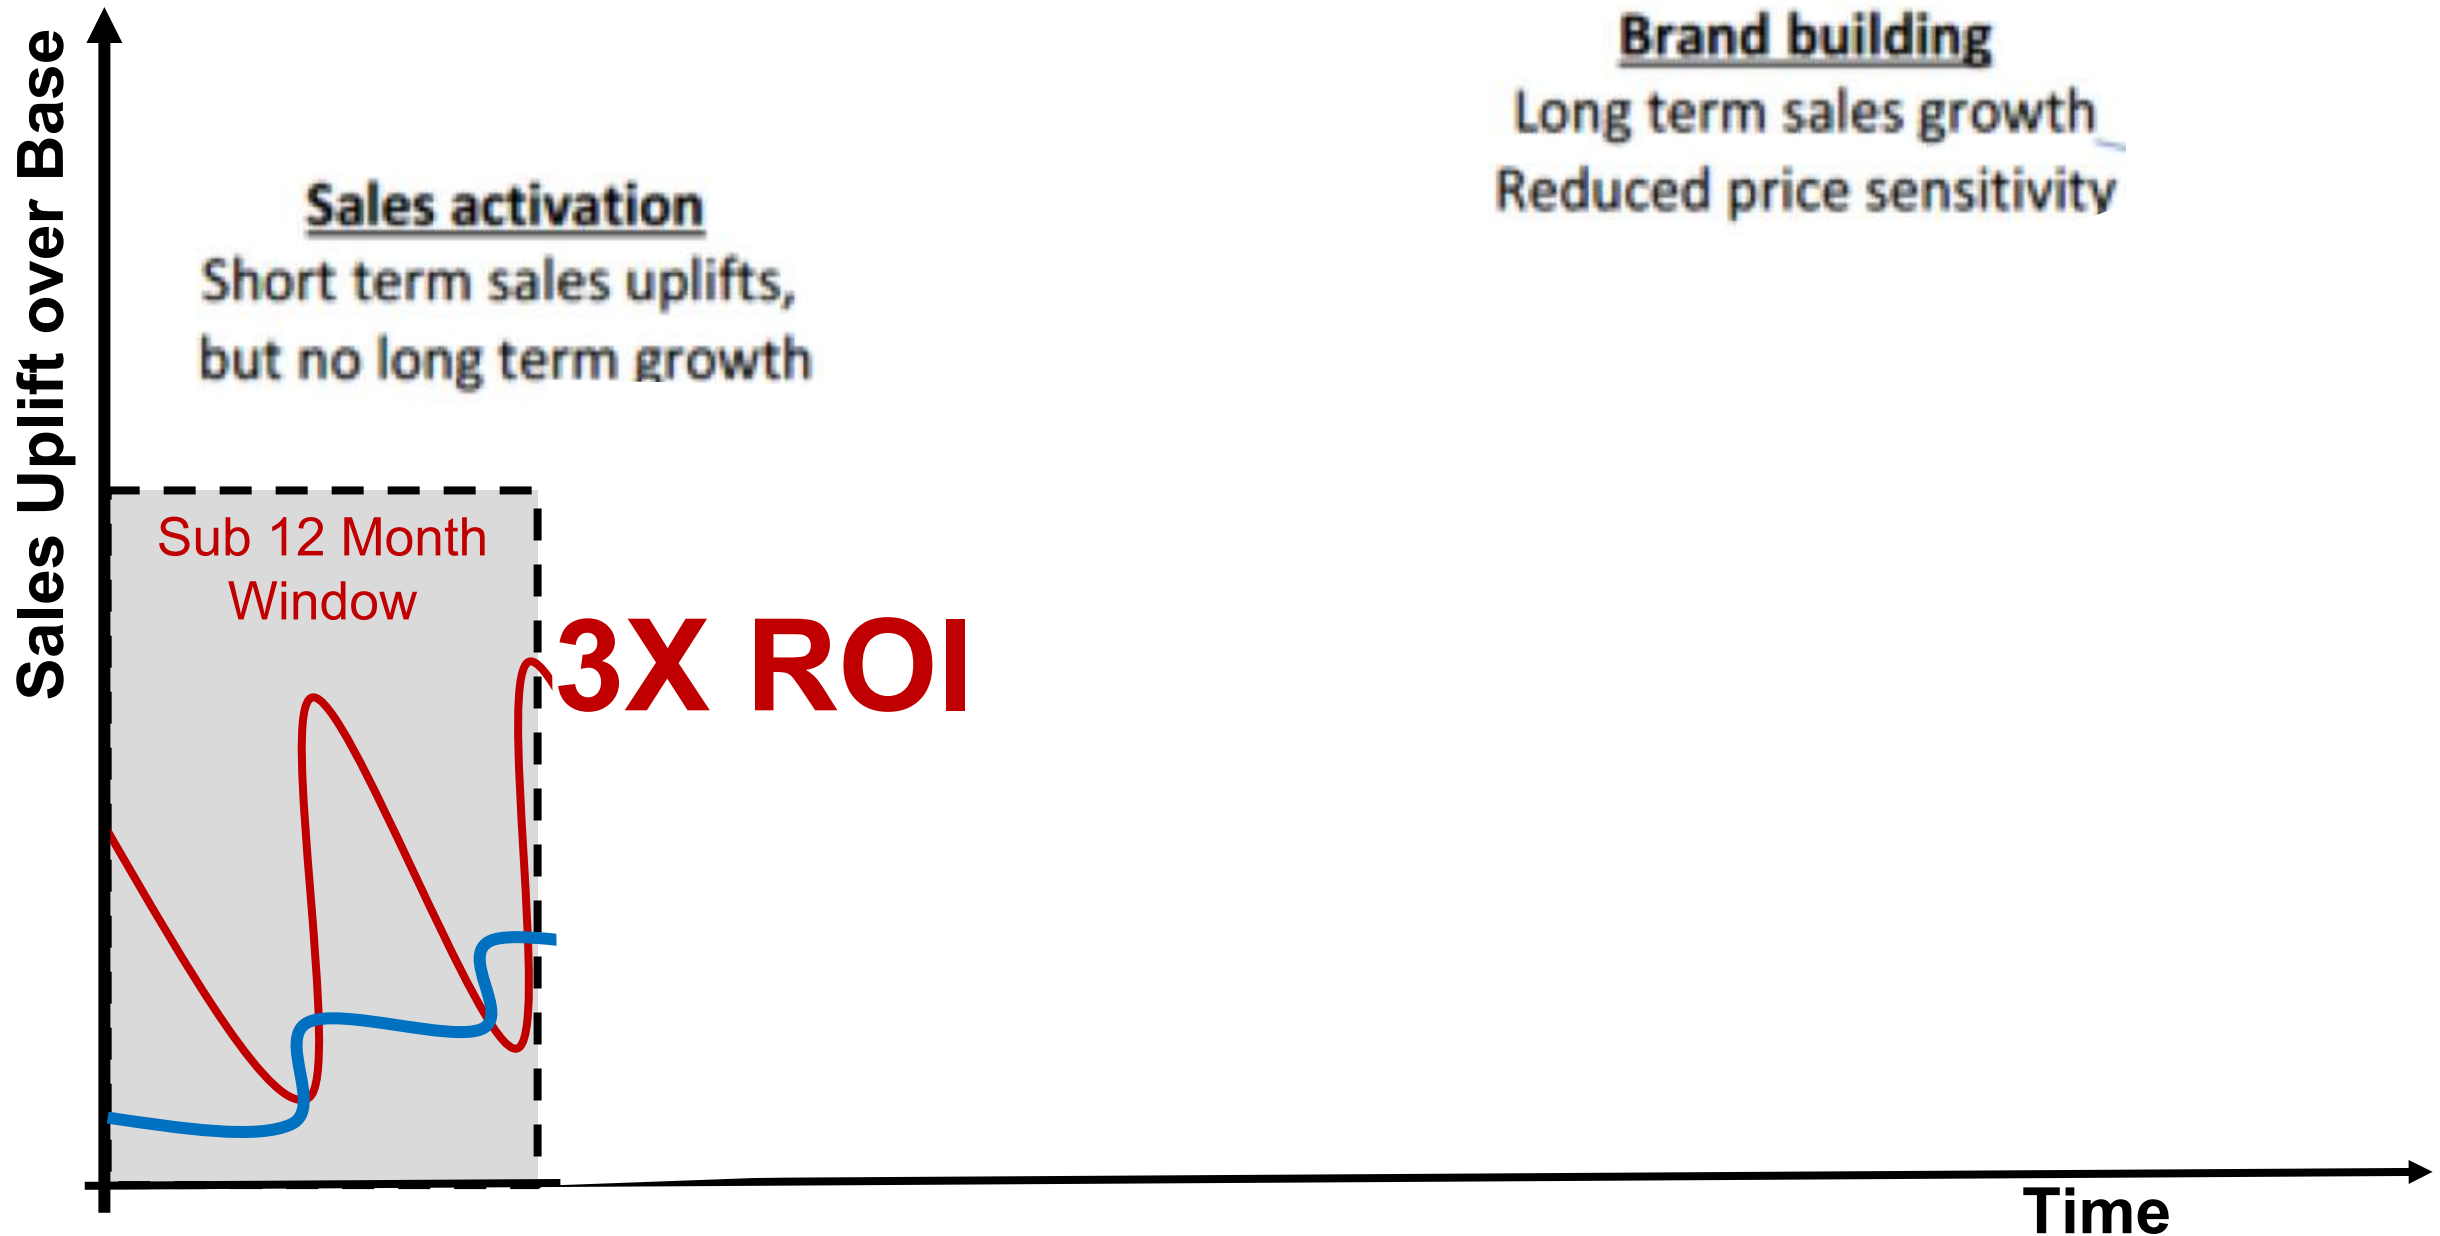 Sales Uplift over Base
Brand building
Long term sales growth
Reduced price sensitivity
Sales activation
Short term sales uplifts,
but no long term growth
Sub 12 Month
Window
3X ROI
Time